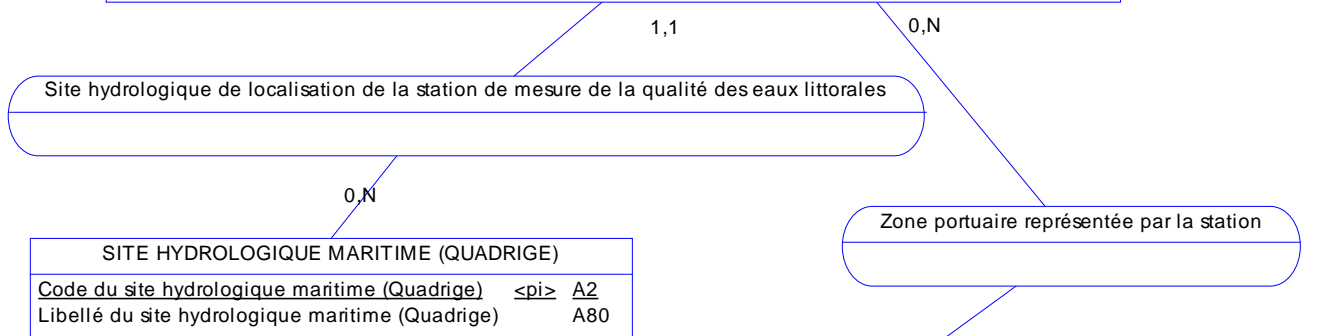 1,1
0,N
Site hydrologique de localisation de la station de mesure de la qualité des eaux littorales
0,N
Zone portuaire représentée par la station
SITE HYDROLOGIQUE MARITIME (QUADRIGE)
Code du site hydrologique maritime (Quadrige) <pi> A2
Libellé du site hydrologique maritime (Quadrige) A80